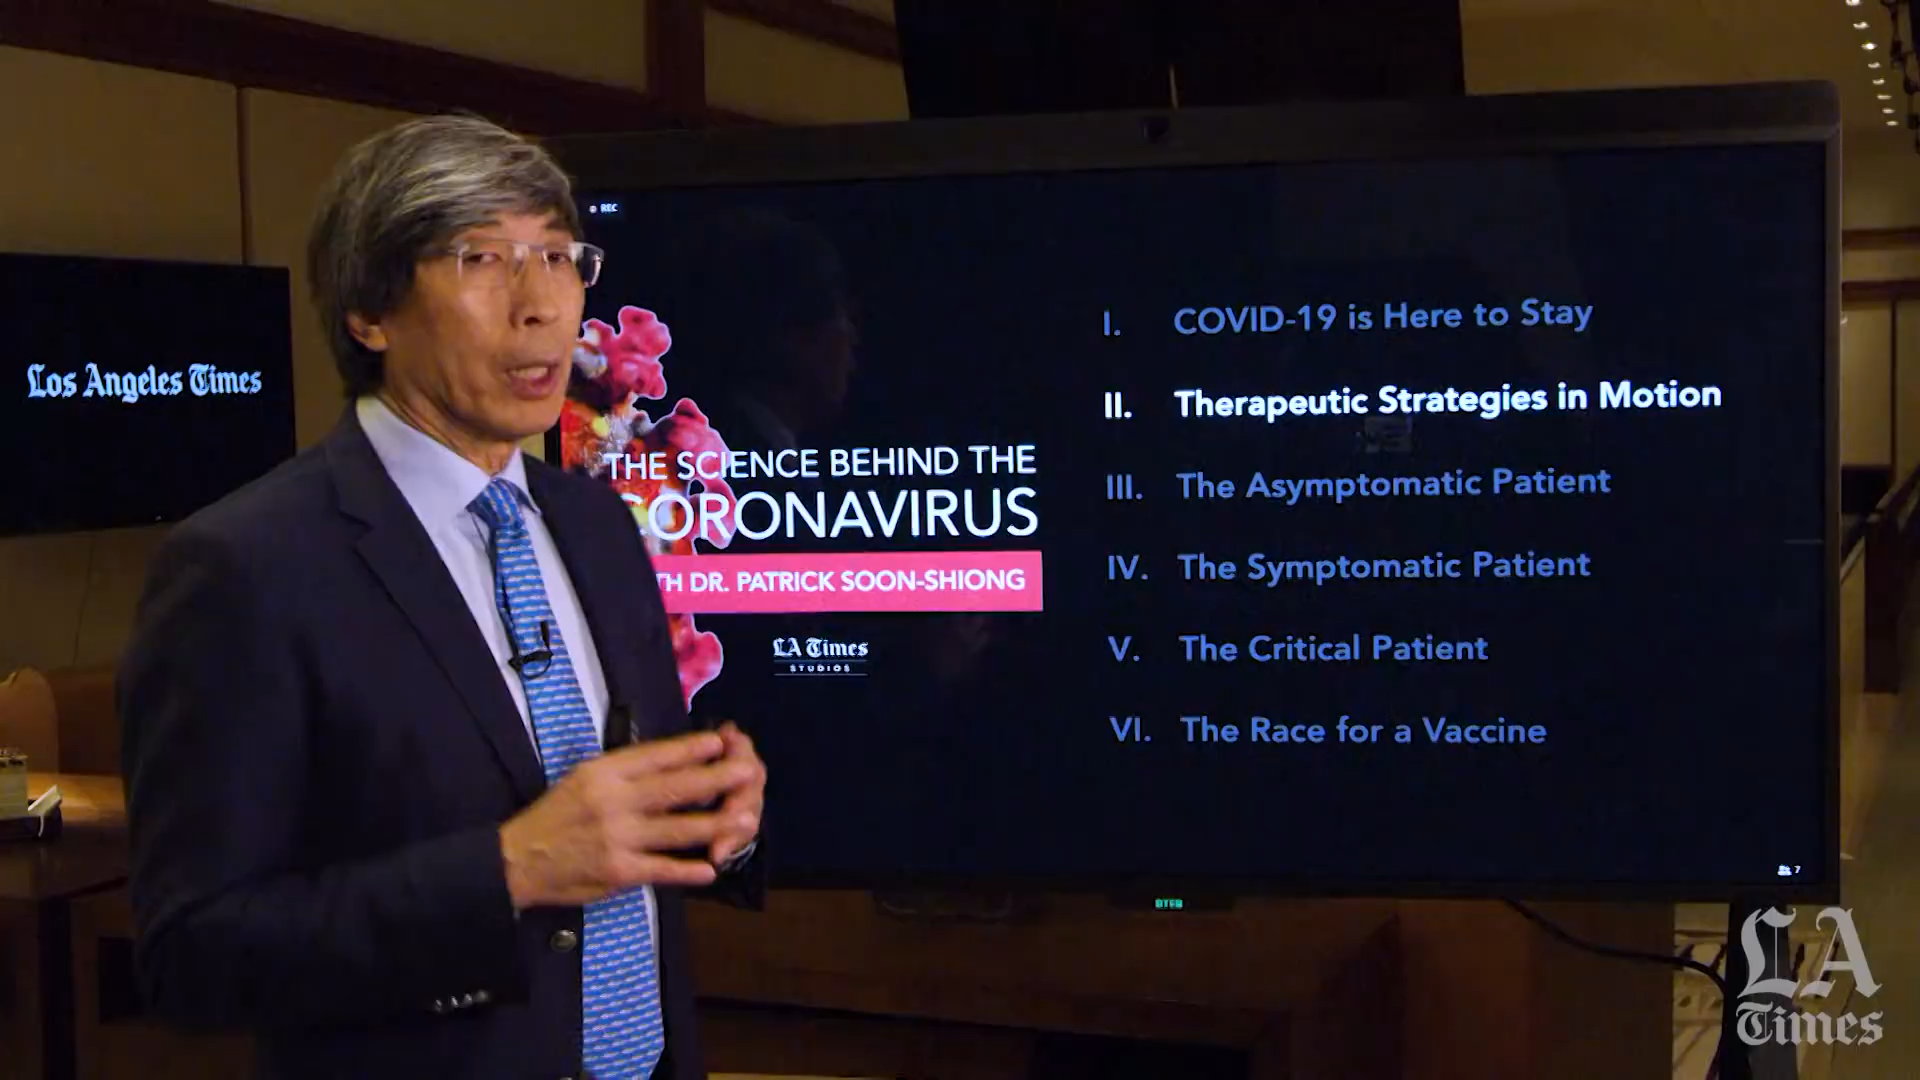 REC
Los Angeles Times
THE SCIENCE BEHIND THE
CORONAVIRUS
TH DR. PATRICK SOON-SHIONG
LA Times
STUDIOS
I. COVID-19 is Here to Stay
II. Therapeutic Strategies in Motion
III. The Asymptomatic Patient
IV. The Symptomatic Patient
V. The Critical Patient
VI. The Race for a Vaccine
7
LA
Times